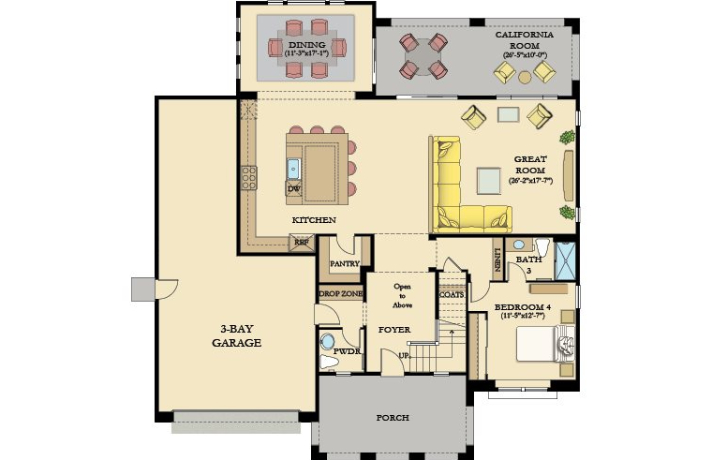 DINING
(11'-3"x17'-1")
CALIFORNIA
ROOM
(26'-5"x10'-0")
GREAT
ROOM
(26'-2"x17'-7")
DW
KITCHEN
REF
PANTRY
LINEN
BATH
3
DROP ZONE
Open
to
Above
COATS
BEDROOM 4
(11'-5"x12'-7")
3-BAY
GARAGE
FOYER
PWDR
UP
PORCH